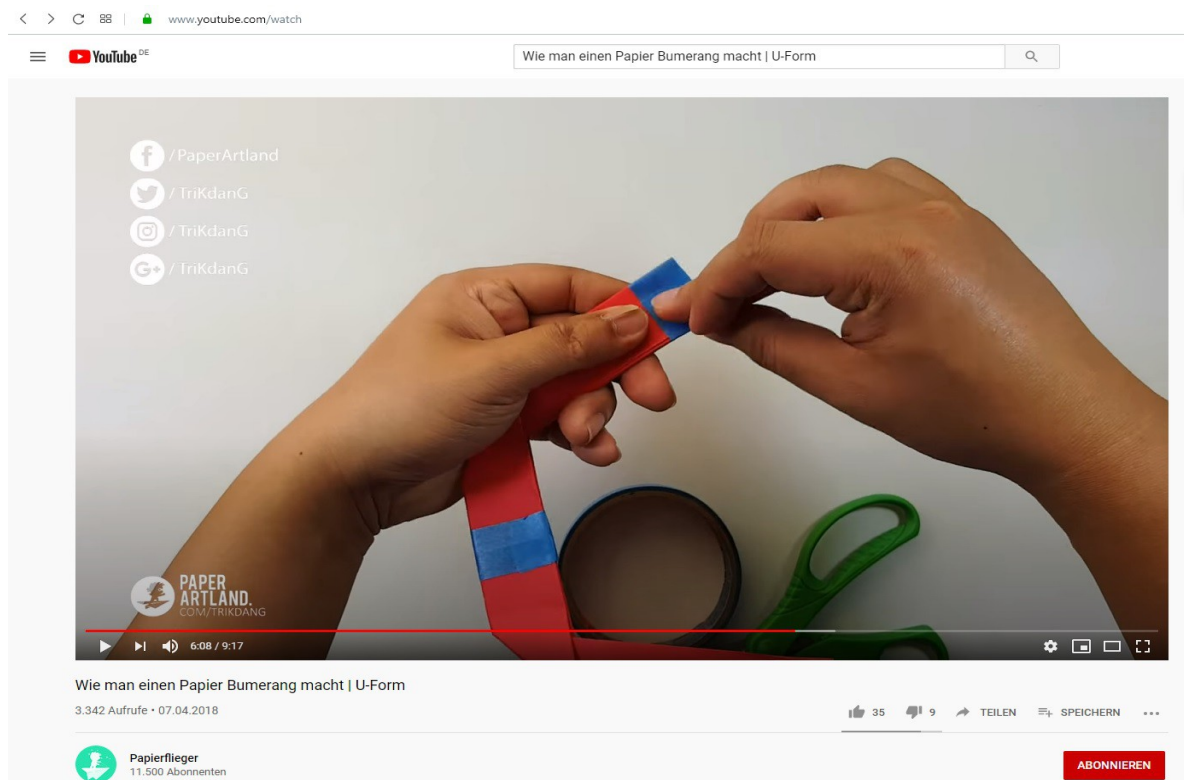 www.youtube.com/watch
YouTube DE
Wie man einen Papier Bumerang macht | U-Form
f /PaperArtland
/ TriKdanG
/ TriKdanG
G+ / TriKdanG
PAPER
ARTLAND.
COM/TRIKDANG
6:08 / 9:17
Wie man einen Papier Bumerang macht | U-Form
3.342 Aufrufe • 07.04.2018
35 9 TEILEN SPEICHERN
Papierflieger
11.500 Abonnenten
ABONNIEREN